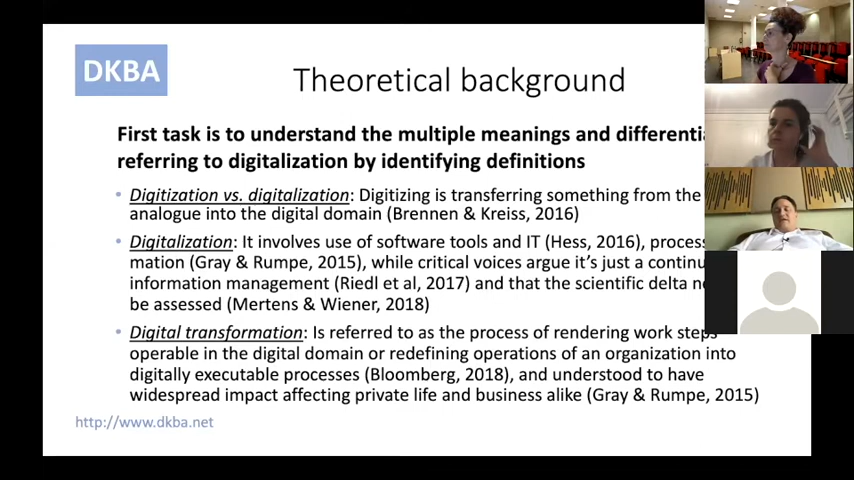 DKBA
Theoretical background
First task is to understand the multiple meanings and
referring to digitalization by identifying definitions
• Digitization vs. digitalization: Digitizing is transferring something from the
analogue into the digital domain (Brennen & Kreiss, 2016)
• Digitalization: It involves use of software tools and IT (Hess, 2016),
mation (Gray & Rumpe, 2015), while critical voices argue it's just a
information management (Riedl et al, 2017) and that the scientific delta
be assessed (Mertens & Wiener, 2018)
• Digital transformation: Is referred to as the process of rendering work steps
operable in the digital domain or redefining operations of an organization into
digitally executable processes (Bloomberg, 2018), and understood to have
widespread impact affecting private life and business alike (Gray & Rumpe, 2015)
http://www.dkba.net